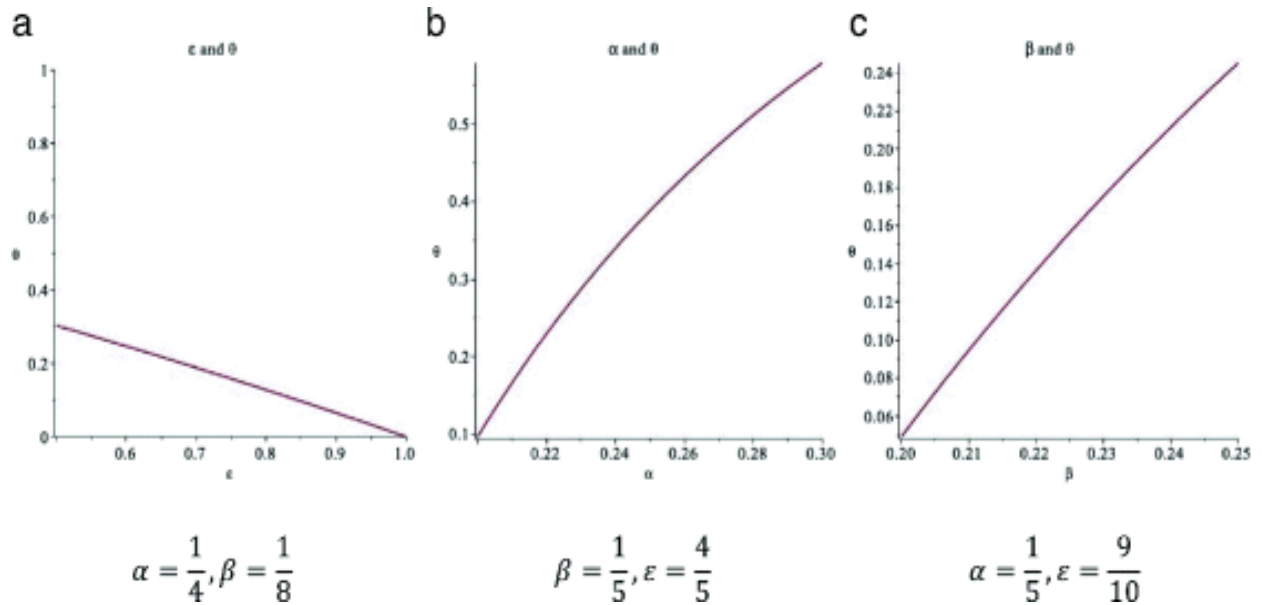 a
ε and θ
1
0.8
0.6
θ
0.4
0.2
0
0.6 0.7 0.8 0.9 1.0
ε
α = 1/4, β = 1/8
b
α and θ
0.5
0.4
θ
0.3
0.2
0.1
0.22 0.24 0.26 0.28 0.30
α
β = 1/5, ε = 4/5
c
β and θ
0.24
0.22
0.20
0.18
0.16
θ
0.14
0.12
0.10
0.08
0.06
0.20 0.21 0.22 0.23 0.24 0.25
β
α = 1/5, ε = 9/10